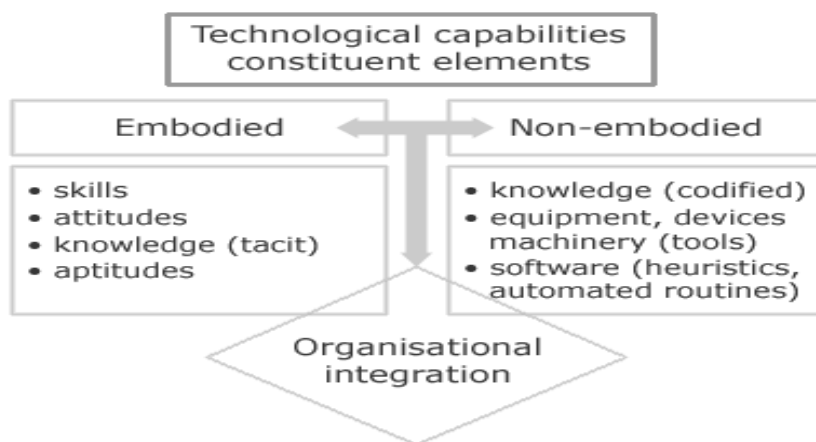 Technological capabilities
constituent elements
Embodied
Non-embodied
• skills
• attitudes
• knowledge (tacit)
• aptitudes
• knowledge (codified)
• equipment, devices
machinery (tools)
• software (heuristics,
automated routines)
Organisational
integration